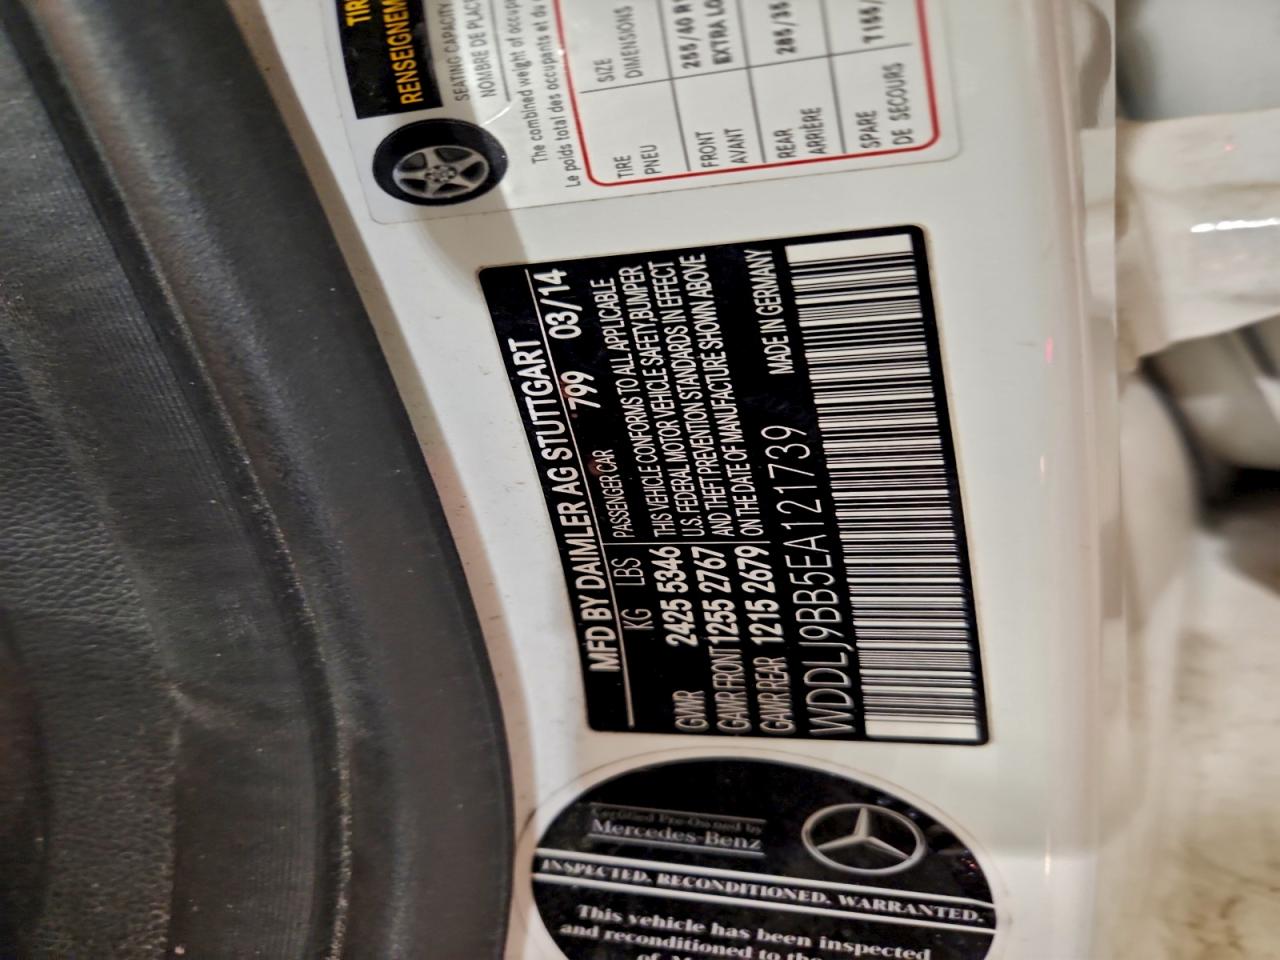 TIR
RENSEIGNEM
SEATING CAPACITY
NOMBRE DE PLAC
The combined weight of occup
Le poids total des occupants et du c
TIRE SIZE
PNEU DIMENSIONS
FRONT 255/40 R1
AVANT EXTRA LO
REAR 285/35
ARRIÈRE
SPARE T155/
DE SECOURS
MFD BY DAIMLER AG STUTTGART
KG LBS PASSENGER CAR 799 03/14
GVWR 2425 5346
GAWR FRONT 1255 2767
GAWR REAR 1215 2679
THIS VEHICLE CONFORMS TO ALL APPLICABLE
U.S. FEDERAL MOTOR VEHICLE SAFETY,BUMPER
AND THEFT PREVENTION STANDARDS IN EFFECT
ON THE DATE OF MANUFACTURE SHOWN ABOVE
WDDLJ9BB5EA121739 MADE IN GERMANY
Certified Pre-Owned by
Mercedes-Benz
INSPECTED. RECONDITIONED. WARRANTED.
This vehicle has been inspected
and reconditioned to the